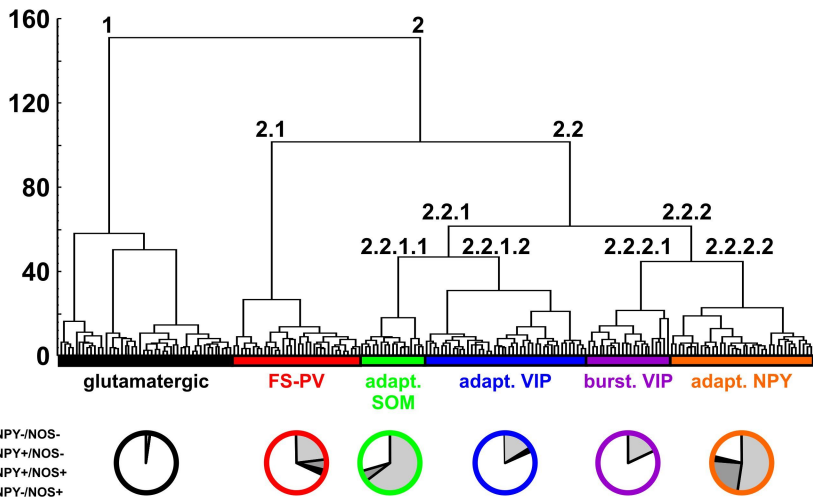 160
1
2
120
2.1
2.2
80
2.2.1
2.2.2
2.2.1.1
2.2.1.2
2.2.2.1
2.2.2.2
40
0
glutamatergic
FS-PV
adapt. SOM
adapt. VIP
burst. VIP
adapt. NPY
NPY-/NOS-
NPY+/NOS-
NPY+/NOS+
NPY-/NOS+